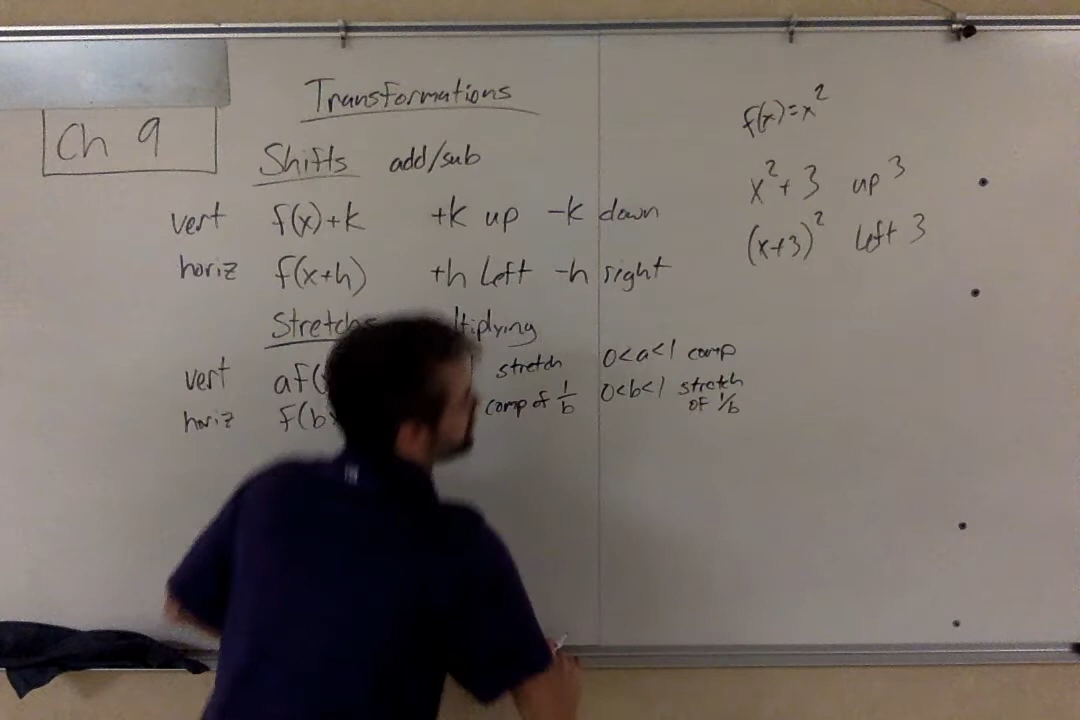 Ch 9
Transformations
Shifts add/sub
vert f(x)+k +k up -k down
horiz f(x+h) +h left -h right
multiplying
vert af( stretch 0<a<1 comp
horiz f(b comp of 1/b 0<b<1 stretch
of 1/b
f(x)=x²
x²+3 up 3
(x+3)² left 3